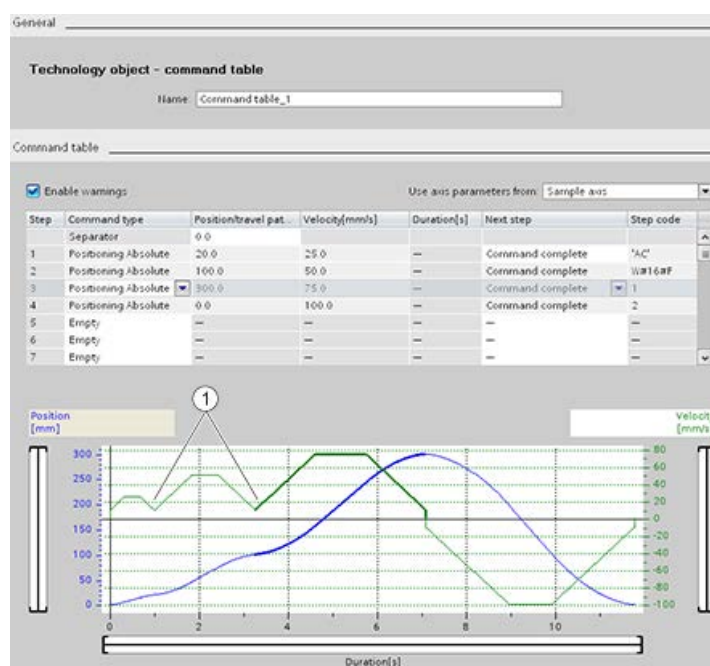 General
Technology object - command table
Name Command table_1
Command table
Enable warnings Use axis parameters from: Sample axis
Step Command type Position/travel pat... Velocity[mm/s] Duration[s] Next step Step code
Separator 0.0
1 Positioning Absolute 20.0 25.0 — Command complete "AC"
2 Positioning Absolute 100.0 50.0 — Command complete W#16#F
3 Positioning Absolute 300.0 75.0 — Command complete 1
4 Positioning Absolute 0.0 100.0 — Command complete 2
5 Empty — — — — —
6 Empty — — — — —
7 Empty — — — — —
1
Position
[mm]
Velocit
[mm/s
300 80
250 60
200 40
150 20
100 0
50 -20
0 -40
-60
-80
-100
0 2 4 6 8 10
Duration[s]